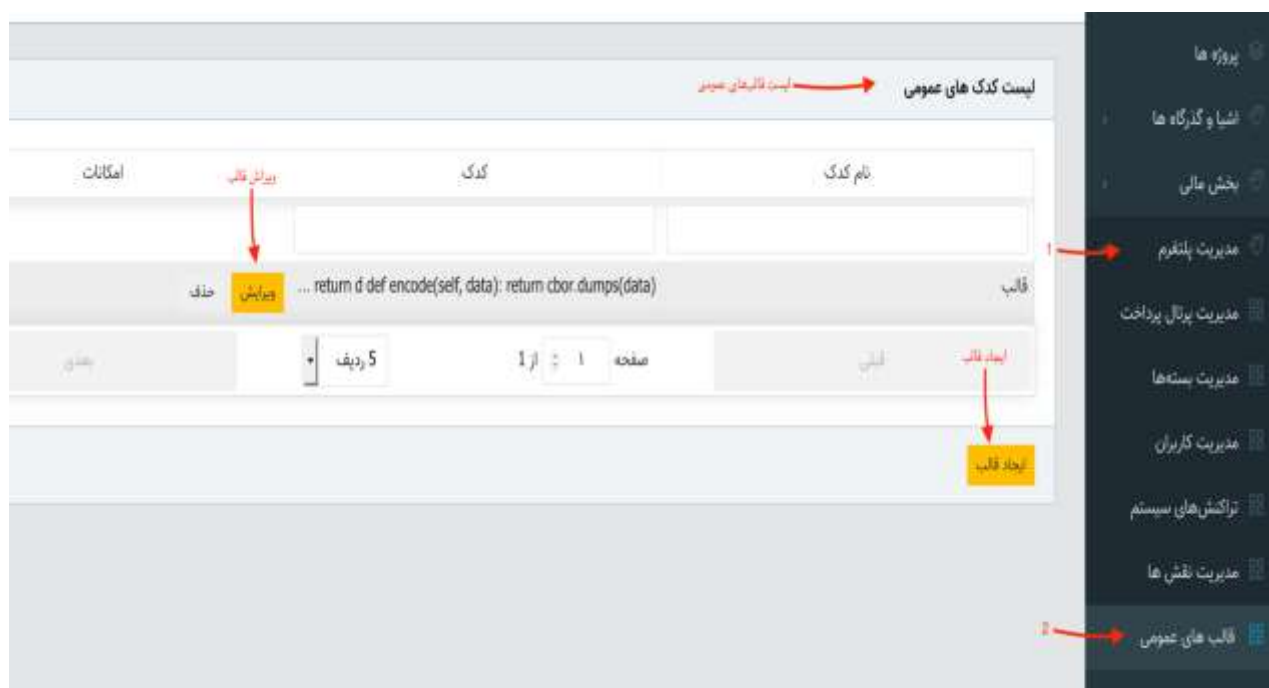 پروژه ها
اشیا و گذرگاه ها
بخش مالی
1 مدیریت پلتفرم
مدیریت پرتال پرداخت
مدیریت بسته‌ها
مدیریت کاربران
تراکنش‌های سیستم
مدیریت نقش ها
2 قالب های عمومی
لیست کدک های عمومی لیست قالب‌های عمومی
نام کدک کدک ویرایش قالب امکانات
قالب ... return d def encode(self, data): return cbor.dumps(data) ویرایش حذف
ایجاد قالب
قبلی صفحه ۱ از 1 5 ردیف بعدی
ایجاد قالب